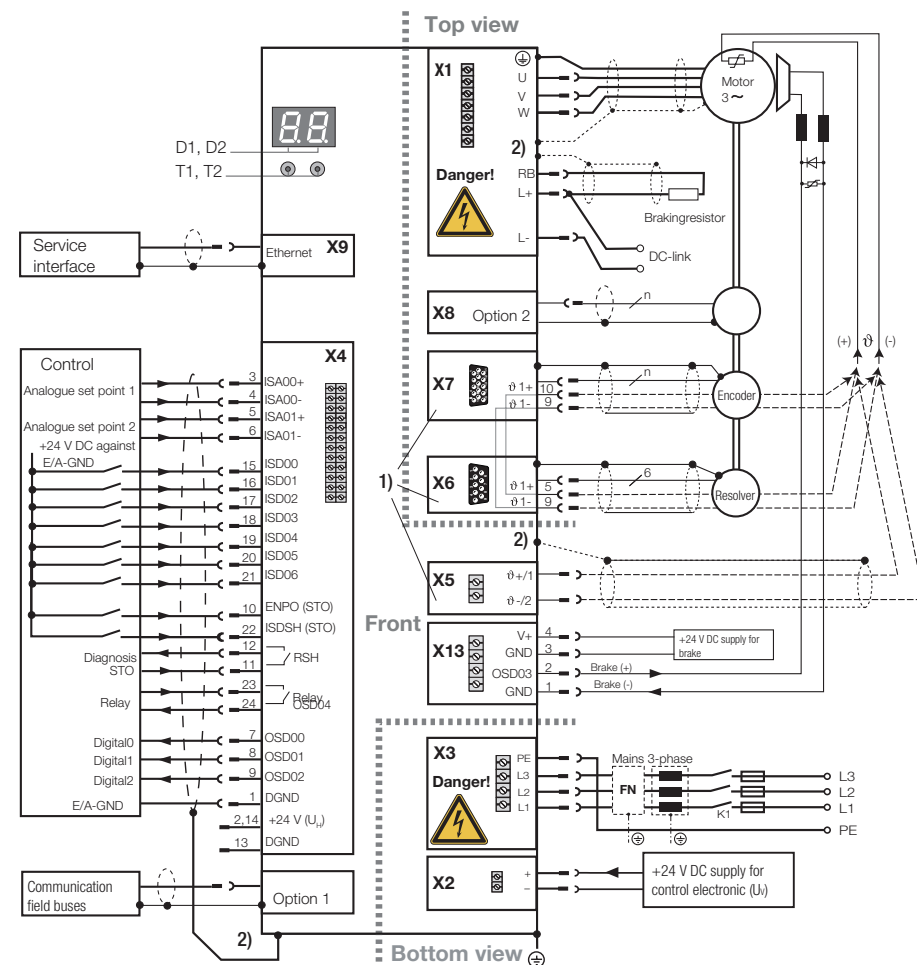 Top view
X1
U
V
W
Motor
3 ~
D1, D2
T1, T2
2)
Danger!
RB
L+
L-
Brakingresistor
DC-link
Service
interface
Ethernet
X9
X8
Option 2
n
(+)
ϑ
(-)
Control
X4
Analogue set point 1
3
ISA00+
4
ISA00-
Analogue set point 2
5
ISA01+
6
ISA01-
+24 V DC against
E/A-GND
15
ISD00
16
ISD01
17
ISD02
18
ISD03
19
ISD04
20
ISD05
21
ISD06
10
ENPO (STO)
22
ISDSH (STO)
Diagnosis
STO
12
11
RSH
Relay
23
24
Relay
OSD04
Digital0
7
OSD00
Digital1
8
OSD01
Digital2
9
OSD02
E/A-GND
1
DGND
2,14
+24 V (UH)
13
DGND
X7
ϑ 1+
10
ϑ 1-
9
n
Encoder
1)
X6
ϑ 1+
5
ϑ 1-
9
6
Resolver
2)
X5
ϑ+/1
ϑ-/2
Front
X13
V+
4
GND
3
OSD03
2
GND
1
+24 V DC supply for
brake
Brake (+)
Brake (-)
X3
Danger!
PE
L3
L2
L1
Mains 3-phase
FN
K1
L3
L2
L1
PE
X2
+
–
+24 V DC supply for
control electronic (UV)
Communication
field buses
Option 1
2)
Bottom view